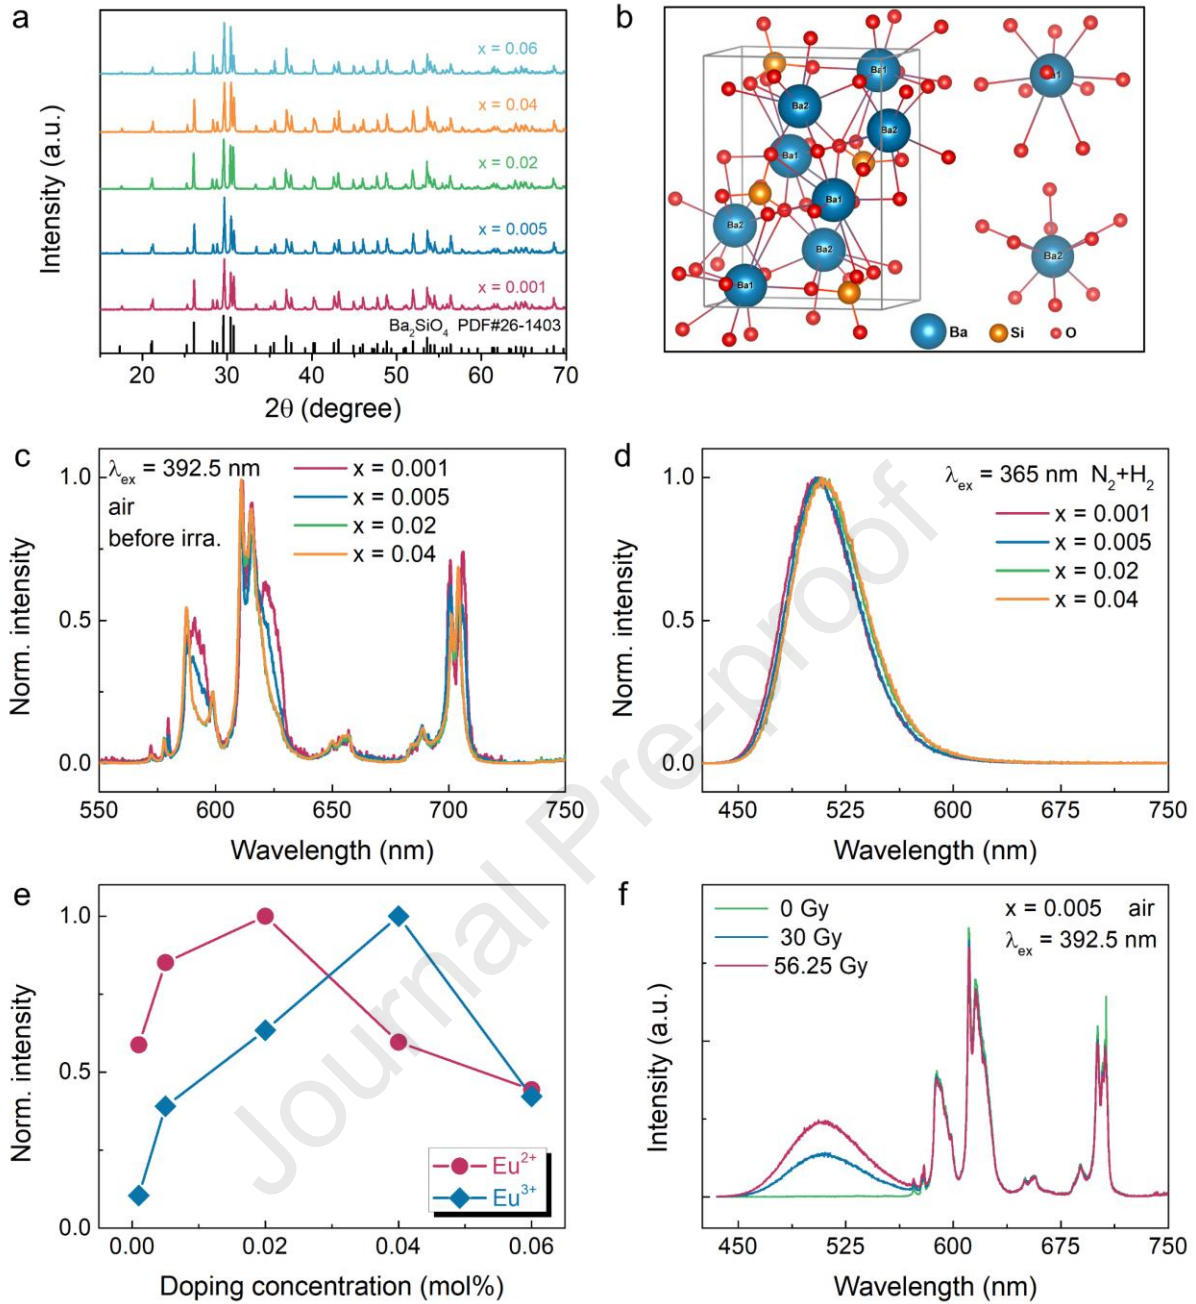 a
Intensity (a.u.)
x = 0.06
x = 0.04
x = 0.02
x = 0.005
x = 0.001
Ba₂SiO₄ PDF#26-1403
20 30 40 50 60 70
2θ (degree)
b
Ba1
Ba2
Ba2
Ba1
Ba1
Ba2
Ba2
Ba1
Ba2
Ba Si O
c
Norm. intensity
1.0
0.5
0.0
λex = 392.5 nm
air
before irra.
x = 0.001
x = 0.005
x = 0.02
x = 0.04
550 600 650 700 750
Wavelength (nm)
d
Norm. intensity
1.0
0.5
0.0
λex = 365 nm N₂+H₂
x = 0.001
x = 0.005
x = 0.02
x = 0.04
450 525 600 675 750
Wavelength (nm)
e
Norm. intensity
1.0
0.5
0.0
Eu²⁺
Eu³⁺
0.00 0.02 0.04 0.06
Doping concentration (mol%)
f
Intensity (a.u.)
0 Gy
30 Gy
56.25 Gy
x = 0.005 air
λex = 392.5 nm
450 525 600 675 750
Wavelength (nm)
Journal Pre-proof